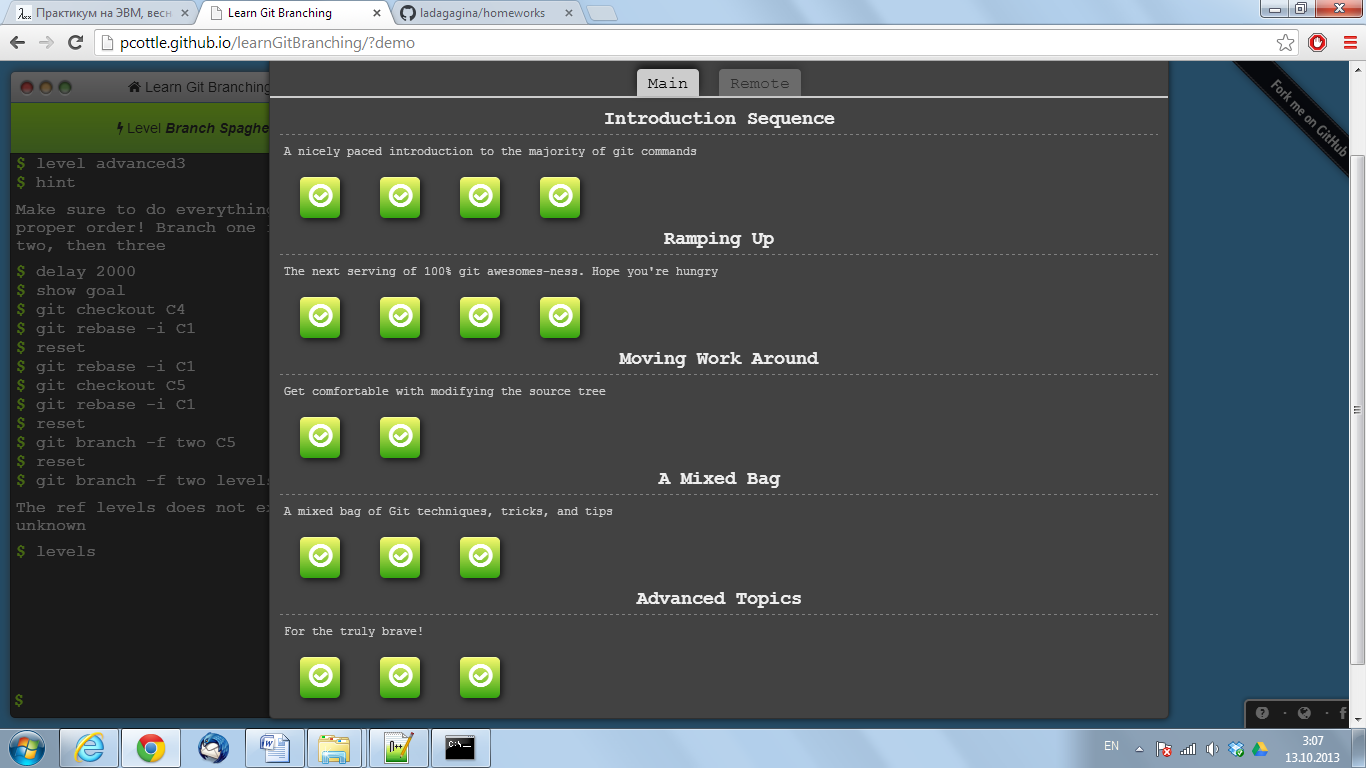 Практикум на ЭВМ, весн
Learn Git Branching
ladagagina/homeworks
pcottle.github.io/learnGitBranching/?demo
Learn Git Branching
Level Branch Spaghe
$ level advanced3
$ hint
Make sure to do everything
proper order! Branch one
two, then three
$ delay 2000
$ show goal
$ git checkout C4
$ git rebase -i C1
$ reset
$ git rebase -i C1
$ git checkout C5
$ git rebase -i C1
$ reset
$ git branch -f two C5
$ reset
$ git branch -f two levels
The ref levels does not ex
unknown
$ levels
$
Main
Remote
Introduction Sequence
A nicely paced introduction to the majority of git commands
Ramping Up
The next serving of 100% git awesomes-ness. Hope you're hungry
Moving Work Around
Get comfortable with modifying the source tree
A Mixed Bag
A mixed bag of Git techniques, tricks, and tips
Advanced Topics
For the truly brave!
Fork me on GitHub
EN
3:07
13.10.2013